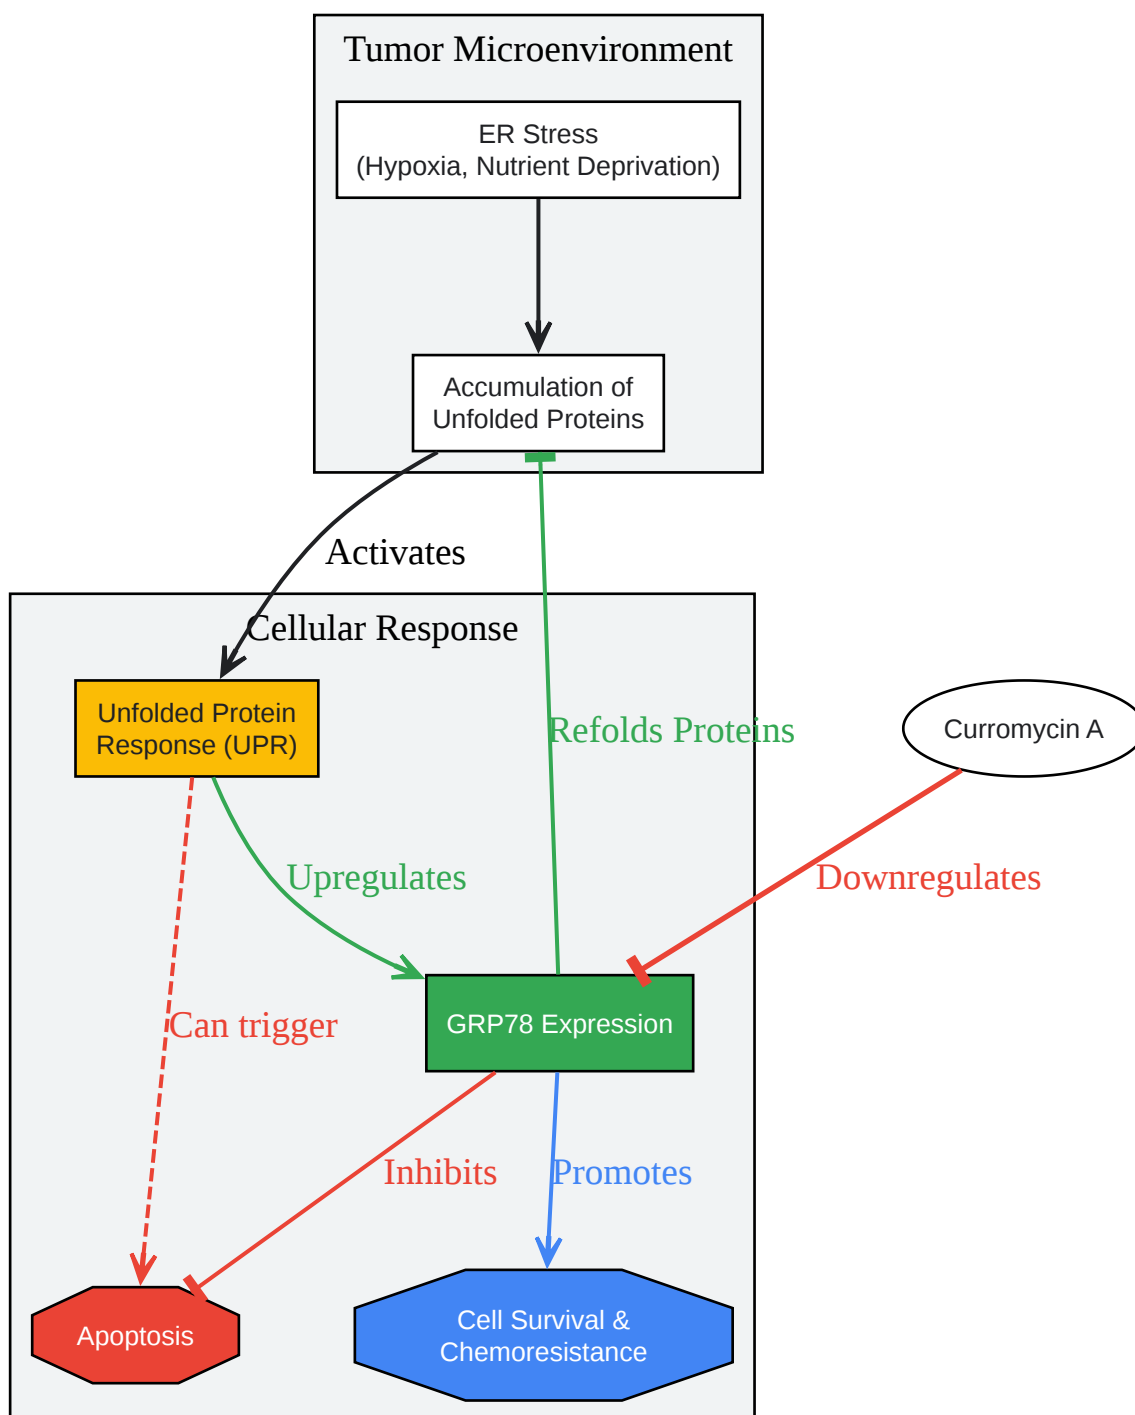 Tumor Microenvironment
ER Stress
(Hypoxia, Nutrient Deprivation)
Accumulation of
Unfolded Proteins
Activates
Cellular Response
Unfolded Protein
Response (UPR)
Refolds Proteins
Curromycin A
Upregulates
Downregulates
Can trigger
GRP78 Expression
Inhibits
Promotes
Apoptosis
Cell Survival &
Chemoresistance